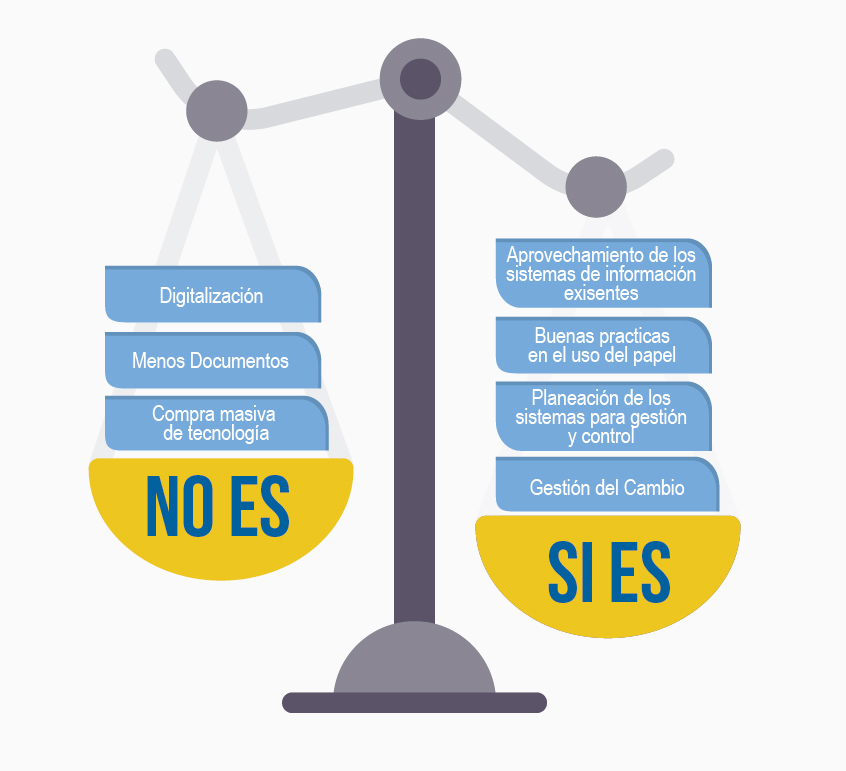 Digitalización
Menos Documentos
Compra masiva
de tecnología
NO ES
Aprovechamiento de los
sistemas de información
exisentes
Buenas practicas
en el uso del papel
Planeación de los
sistemas para gestión
y control
Gestión del Cambio
SI ES